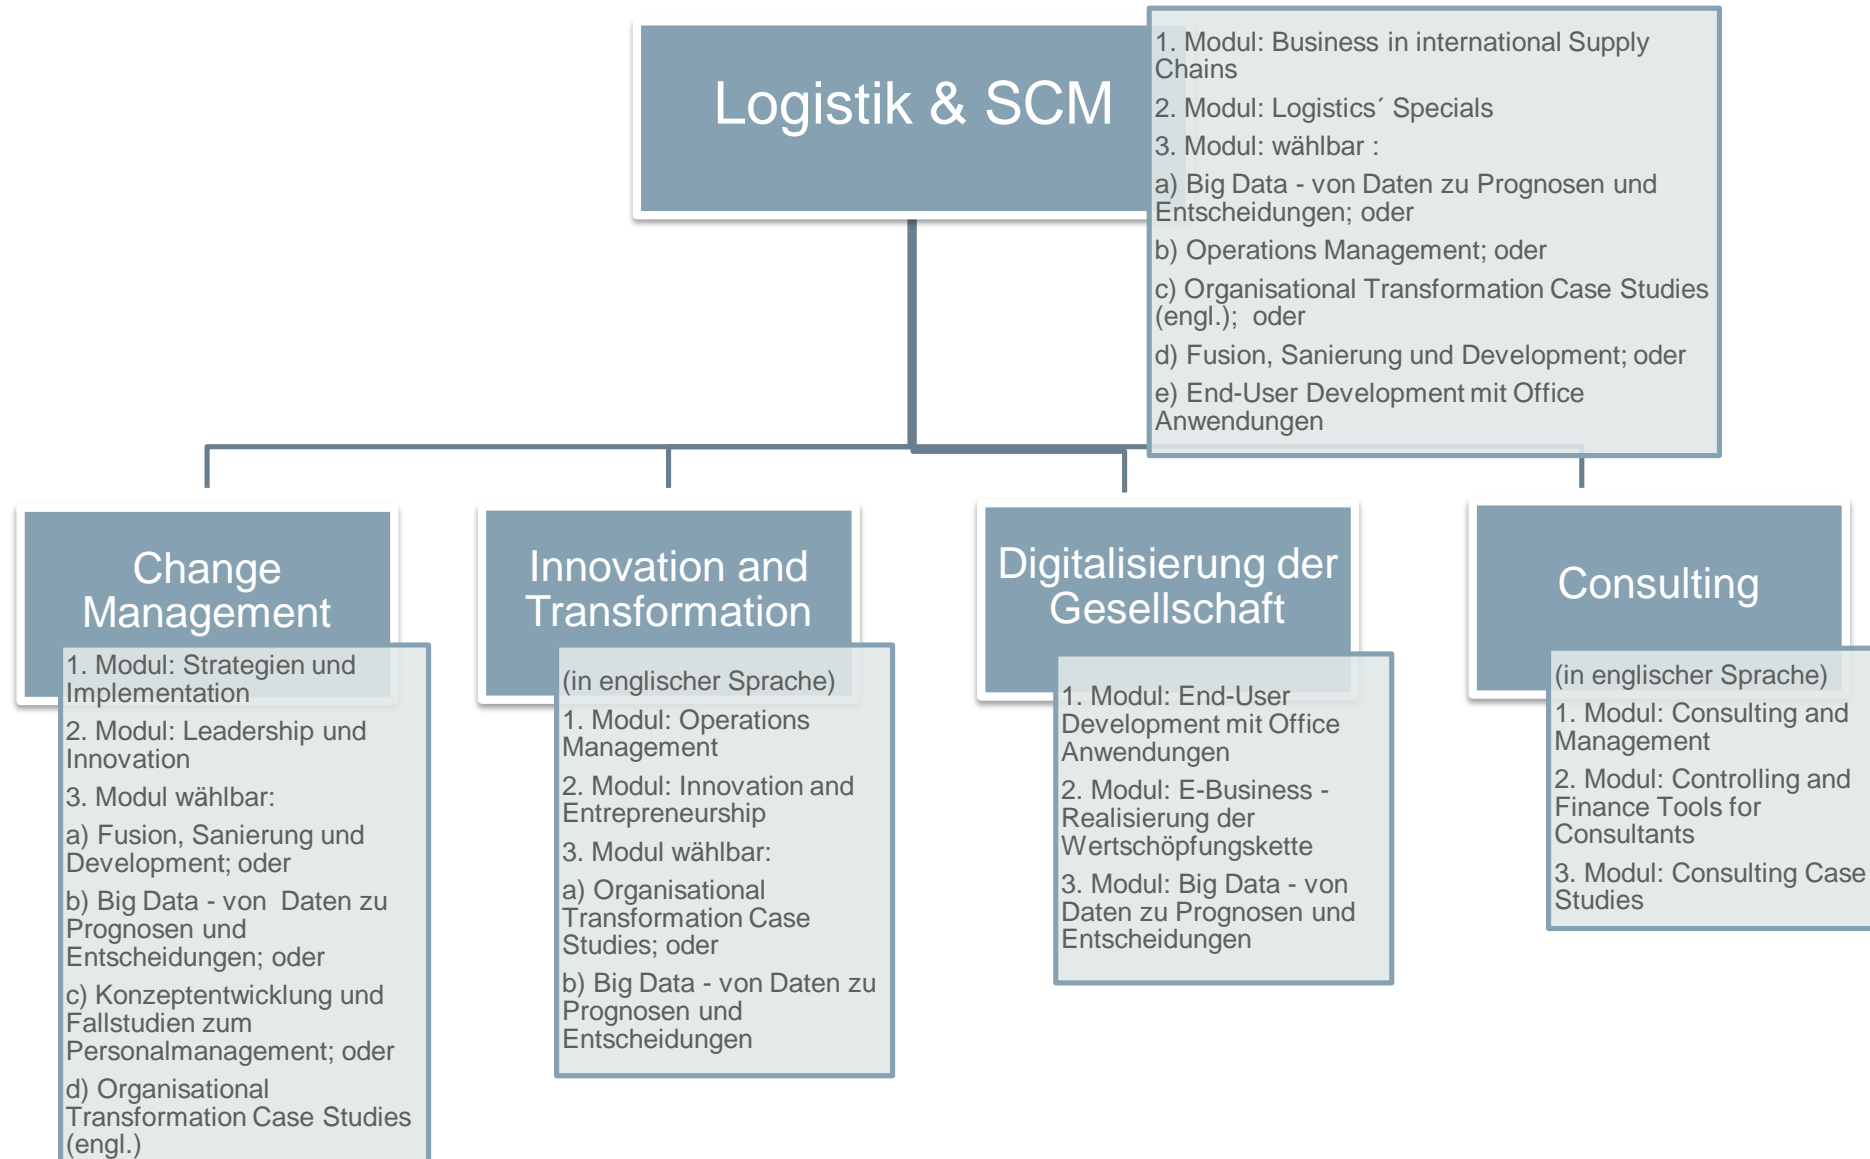 Logistik & SCM
1. Modul: Business in international Supply
Chains
2. Modul: Logistics´ Specials
3. Modul: wählbar :
a) Big Data - von Daten zu Prognosen und
Entscheidungen; oder
b) Operations Management; oder
c) Organisational Transformation Case Studies
(engl.);  oder
d) Fusion, Sanierung und Development; oder
e) End-User Development mit Office
Anwendungen
Change
Management
1. Modul: Strategien und
Implementation
2. Modul: Leadership und
Innovation
3. Modul wählbar:
a) Fusion, Sanierung und
Development; oder
b) Big Data - von  Daten zu
Prognosen und
Entscheidungen; oder
c) Konzeptentwicklung und
Fallstudien zum
Personalmanagement; oder
d) Organisational
Transformation Case Studies
(engl.)
Innovation and
Transformation
(in englischer Sprache)
1. Modul: Operations
Management
2. Modul: Innovation and
Entrepreneurship
3. Modul wählbar:
a) Organisational
Transformation Case
Studies; oder
b) Big Data - von Daten zu
Prognosen und
Entscheidungen
Digitalisierung der
Gesellschaft
1. Modul: End-User
Development mit Office
Anwendungen
2. Modul: E-Business -
Realisierung der
Wertschöpfungskette
3. Modul: Big Data - von
Daten zu Prognosen und
Entscheidungen
Consulting
(in englischer Sprache)
1. Modul: Consulting and
Management
2. Modul: Controlling and
Finance Tools for
Consultants
3. Modul: Consulting Case
Studies